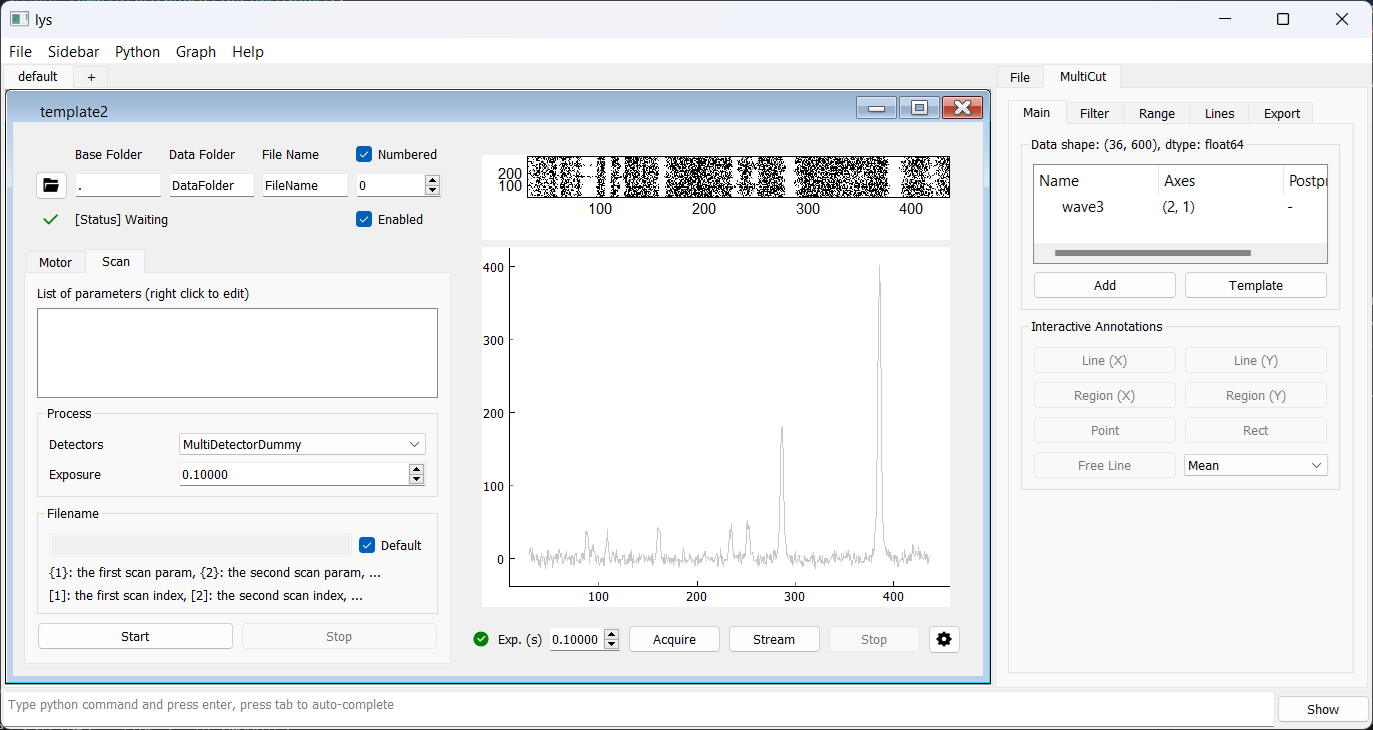 lys
File Sidebar Python Graph Help
default +
File MultiCut
template2
Main Filter Range Lines Export
Base Folder Data Folder File Name Numbered
. DataFolder FileName 0
[Status] Waiting Enabled
Motor Scan
List of parameters (right click to edit)
Process
Detectors MultiDetectorDummy
Exposure 0.10000
Filename
Default
{1}: the first scan param, {2}: the second scan param, ...
[1]: the first scan index, [2]: the second scan index, ...
Start Stop
200
100
100 200 300 400
400
300
200
100
0
100 200 300 400
Exp. (s) 0.10000 Acquire Stream Stop
Data shape: (36, 600), dtype: float64
Name Axes Postpr
wave3 (2, 1) -
Add Template
Interactive Annotations
Line (X) Line (Y)
Region (X) Region (Y)
Point Rect
Free Line Mean
Type python command and press enter, press tab to auto-complete
Show